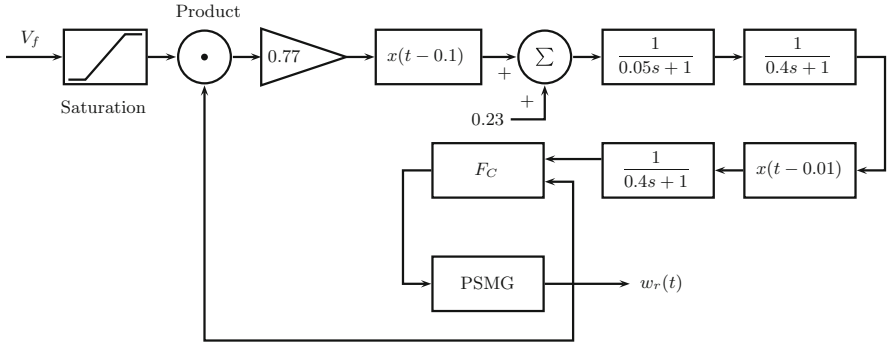 Product
V_f
0.77
x(t − 0.1)
∑
1
0.05s + 1
1
0.4s + 1
+
+
0.23
Saturation
F_C
1
0.4s + 1
x(t − 0.01)
PSMG
w_r(t)